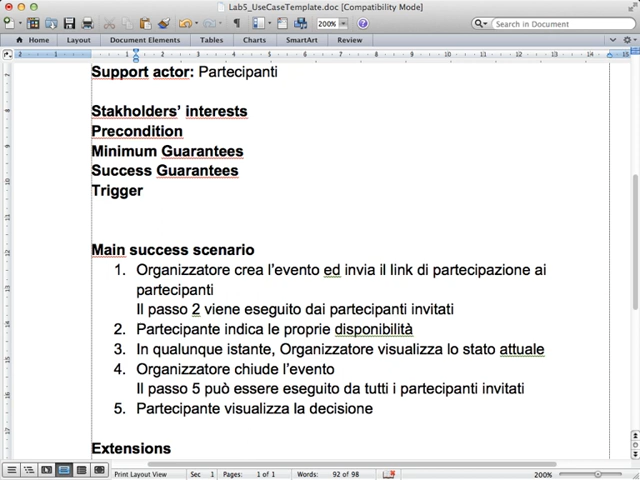 Lab5_UseCaseTemplate.doc [Compatibility Mode]
200%
Search in Document
Home Layout Document Elements Tables Charts SmartArt Review
Support actor: Partecipanti
Stakholders' interests
Precondition
Minimum Guarantees
Success Guarantees
Trigger
Main success scenario
1. Organizzatore crea l'evento ed invia il link di partecipazione ai
partecipanti
Il passo 2 viene eseguito dai partecipanti invitati
2. Partecipante indica le proprie disponibilità
3. In qualunque istante, Organizzatore visualizza lo stato attuale
4. Organizzatore chiude l'evento
Il passo 5 può essere eseguito da tutti i partecipanti invitati
5. Partecipante visualizza la decisione
Extensions
Print Layout View Sec 1 Pages: 1 of 1 Words: 92 of 98 200%